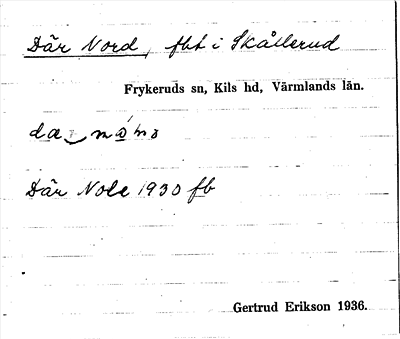 Där Nord, fbt i Skållerud
Frykeruds sn, Kils hd, Värmlands län.
Där Nole 1930 fb
Gertrud Erikson 1936.